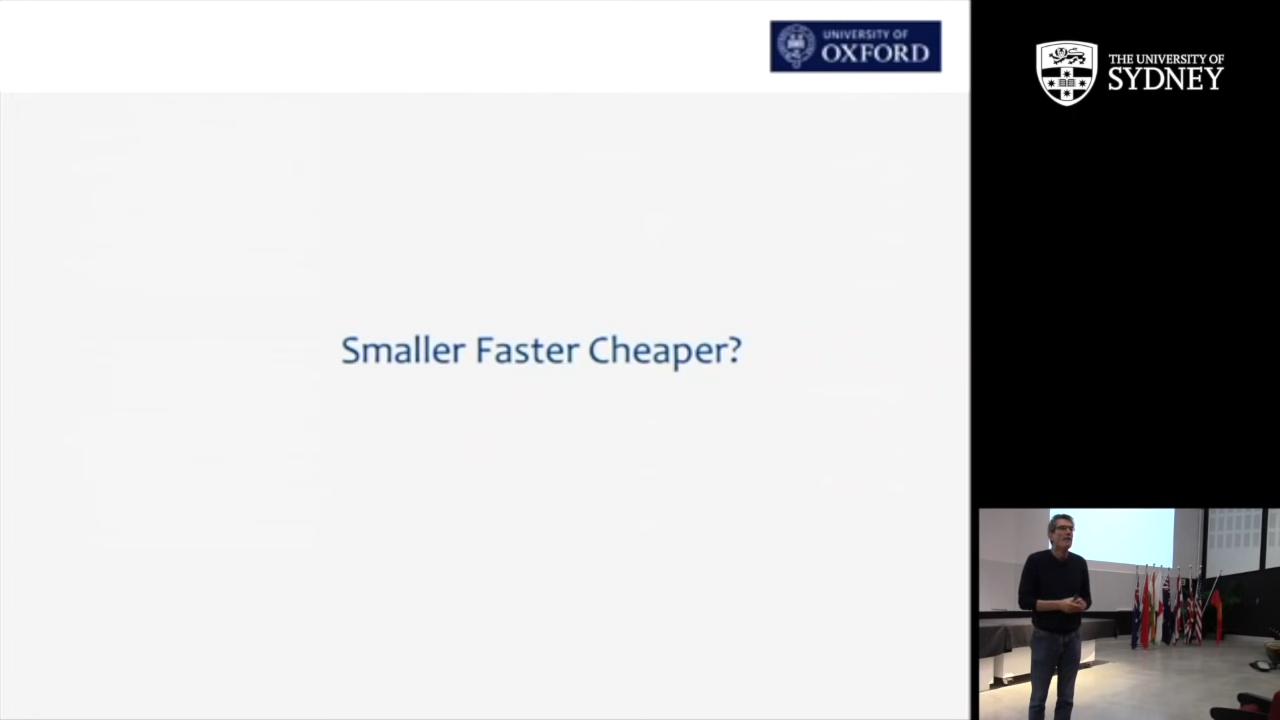 UNIVERSITY OF
OXFORD
THE UNIVERSITY OF
SYDNEY
Smaller Faster Cheaper?